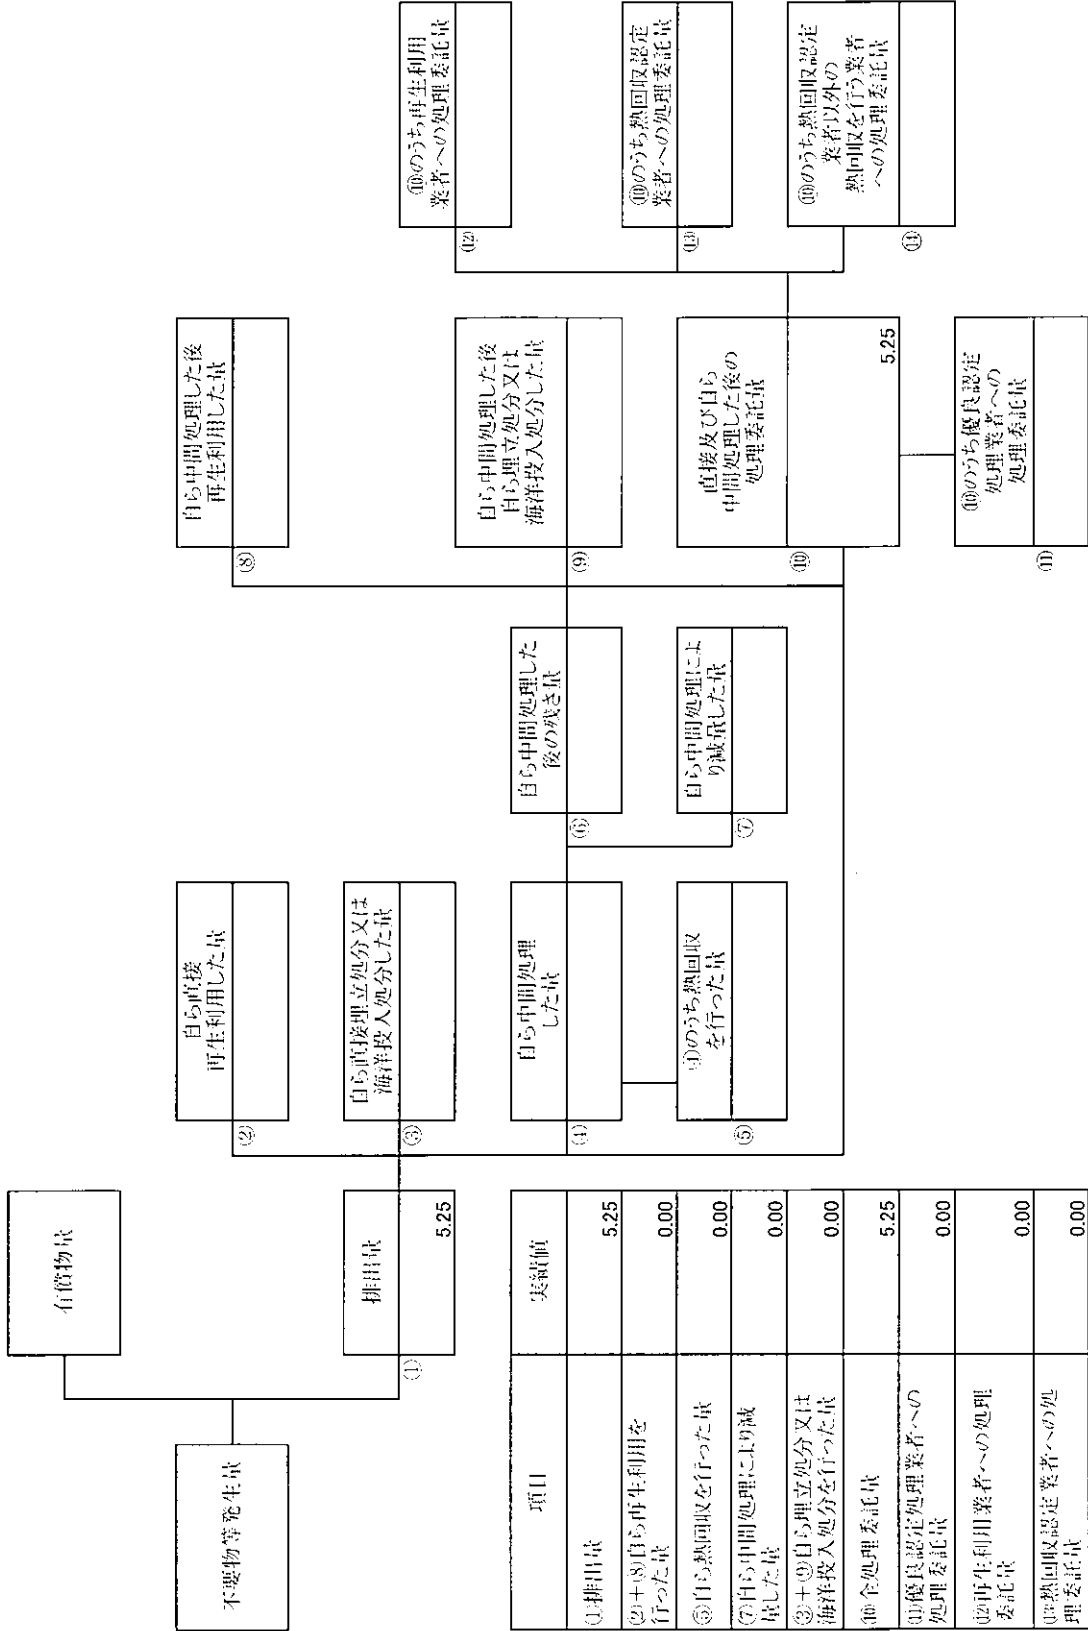 不要物等発生量
有償物量
①
排出量
5.25
②
自ら直接
再生利用した量
③
自ら直接埋立処分又は
海洋投入処分した量
④
自ら中間処理
した量
⑤
④のうち熱回収
を行った量
⑥
自ら中間処理した
後の残さ量
⑦
自ら中間処理によ
り減量した量
⑧
自ら中間処理した後
再生利用した量
⑨
自ら中間処理した後
自ら埋立処分又は
海洋投入処分した量
⑩
直接及び自ら
中間処理した後の
処理委託量
5.25
⑪
⑩のうち優良認定
処理業者への
処理委託量
⑫
⑩のうち再生利用
業者への処理委託量
⑬
⑩のうち熱回収認定
業者への処理委託量
⑭
⑩のうち熱回収認定
業者以外の
熱回収を行う業者
への処理委託量
項目 実績値
①排出量 5.25
②+⑧自ら再生利用を
行った量 0.00
⑤自ら熱回収を行った量 0.00
⑦自ら中間処理により減
量した量 0.00
③+⑨自ら埋立処分又は
海洋投入処分を行った量 0.00
⑩全処理委託量 5.25
⑪優良認定処理業者への
処理委託量 0.00
⑫再生利用業者への処理
委託量 0.00
⑬熱回収認定業者への処
理委託量 0.00